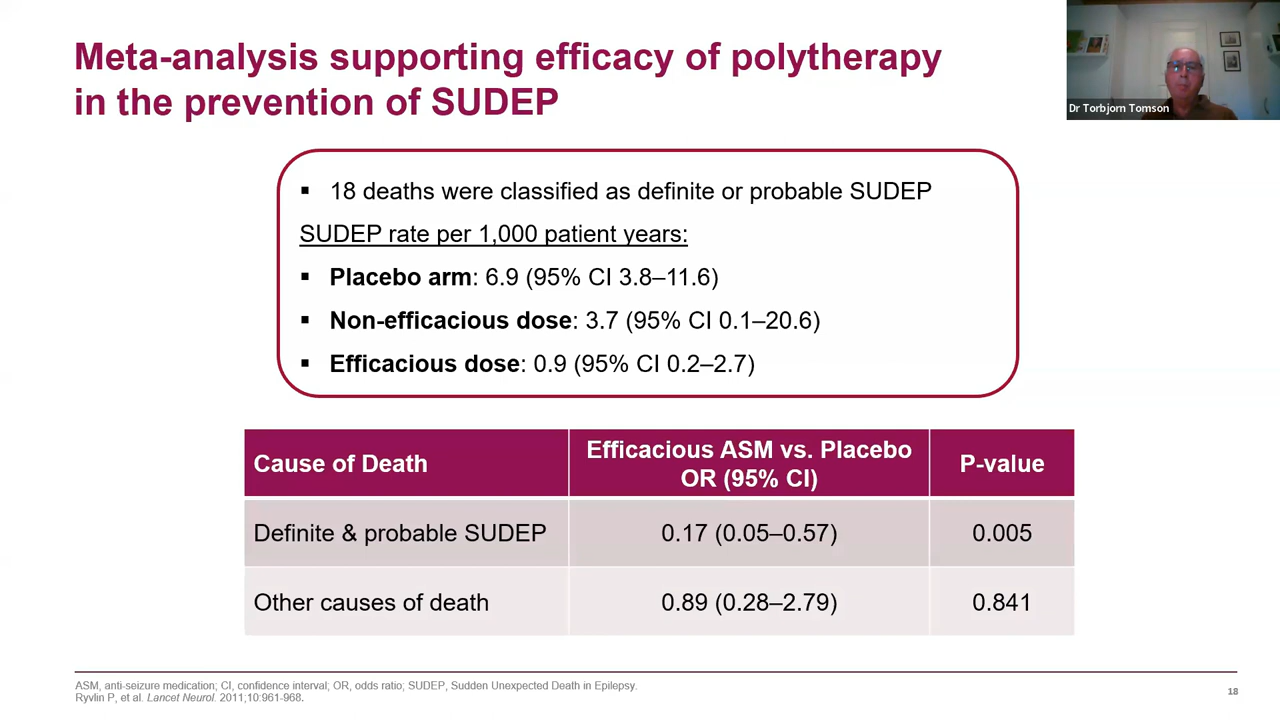 Meta-analysis supporting efficacy of polytherapy
in the prevention of SUDEP
Dr Torbjorn Tomson
▪ 18 deaths were classified as definite or probable SUDEP
SUDEP rate per 1,000 patient years:
▪ Placebo arm: 6.9 (95% CI 3.8–11.6)
▪ Non-efficacious dose: 3.7 (95% CI 0.1–20.6)
▪ Efficacious dose: 0.9 (95% CI 0.2–2.7)
Cause of Death
Efficacious ASM vs. Placebo
OR (95% CI)
P-value
Definite & probable SUDEP
0.17 (0.05–0.57)
0.005
Other causes of death
0.89 (0.28–2.79)
0.841
ASM, anti-seizure medication; CI, confidence interval; OR, odds ratio; SUDEP, Sudden Unexpected Death in Epilepsy.
Ryvlin P, et al. Lancet Neurol. 2011;10:961-968.
18